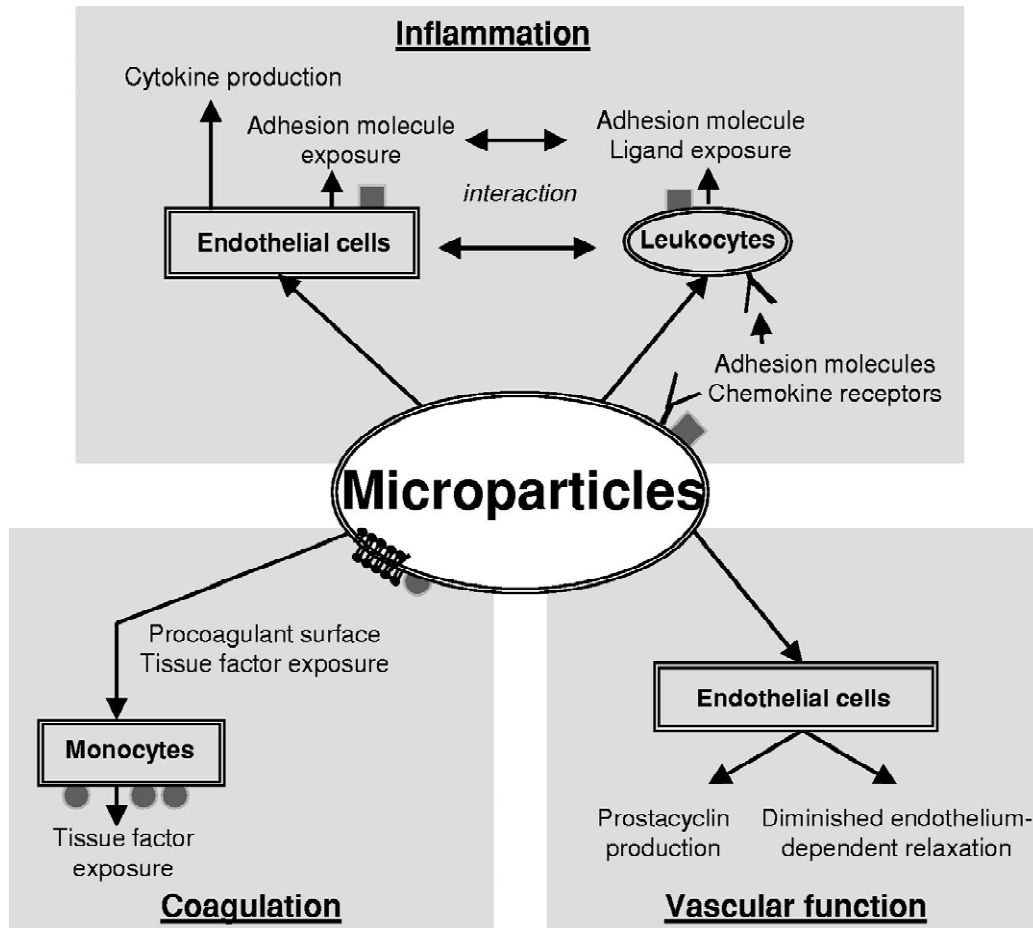 Inflammation
Cytokine production
Adhesion molecule
exposure
Adhesion molecule
Ligand exposure
interaction
Endothelial cells
Leukocytes
Adhesion molecules
Chemokine receptors
Microparticles
Procoagulant surface
Tissue factor exposure
Monocytes
Tissue factor
exposure
Coagulation
Endothelial cells
Prostacyclin
production
Diminished endothelium-
dependent relaxation
Vascular function